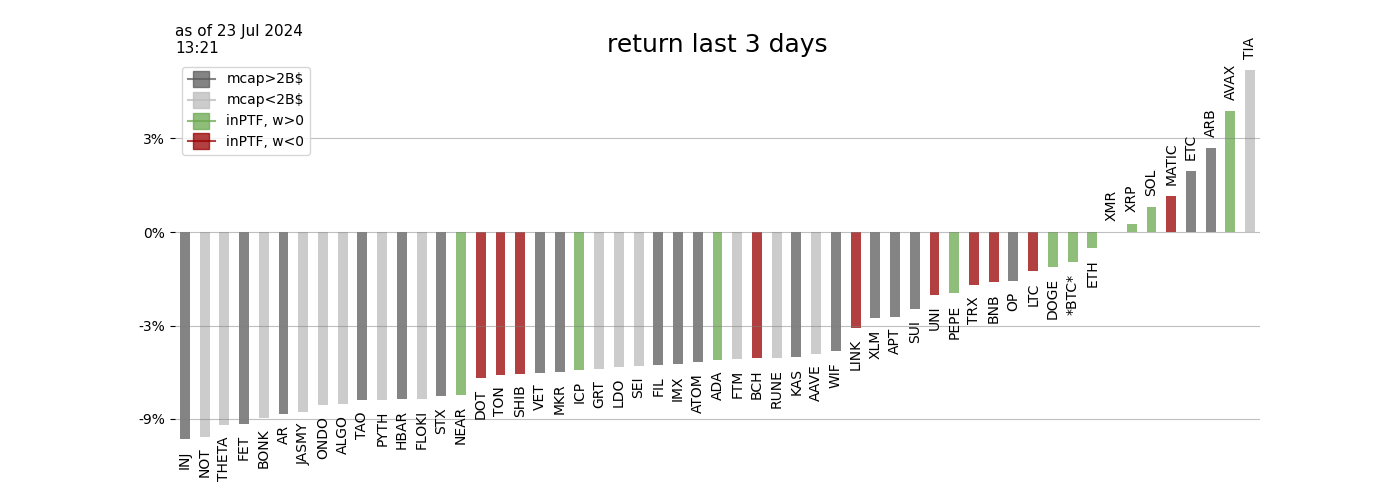 as of 23 Jul 2024
13:21
return last 3 days
mcap>2B$
mcap<2B$
inPTF, w>0
inPTF, w<0
3%
0%
-3%
-9%
INJ
NOT
THETA
FET
BONK
AR
JASMY
ONDO
ALGO
TAO
PYTH
HBAR
FLOKI
STX
NEAR
DOT
TON
SHIB
VET
MKR
ICP
GRT
LDO
SEI
FIL
IMX
ATOM
ADA
FTM
BCH
RUNE
KAS
AAVE
WIF
LINK
XLM
APT
SUI
UNI
PEPE
TRX
BNB
OP
LTC
DOGE
*BTC*
ETH
XMR
XRP
SOL
MATIC
ETC
ARB
AVAX
TIA